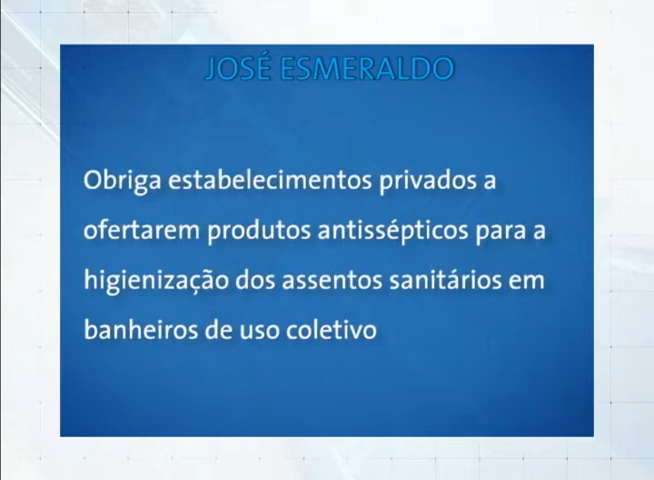 JOSÉ ESMERALDO
Obriga estabelecimentos privados a
ofertarem produtos antissépticos para a
higienização dos assentos sanitários em
banheiros de uso coletivo